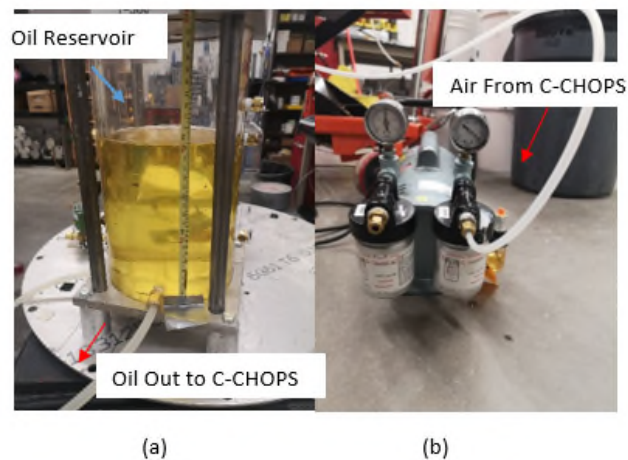 Oil Reservoir
Air From C-CHOPS
Oil Out to C-CHOPS
(a)
(b)